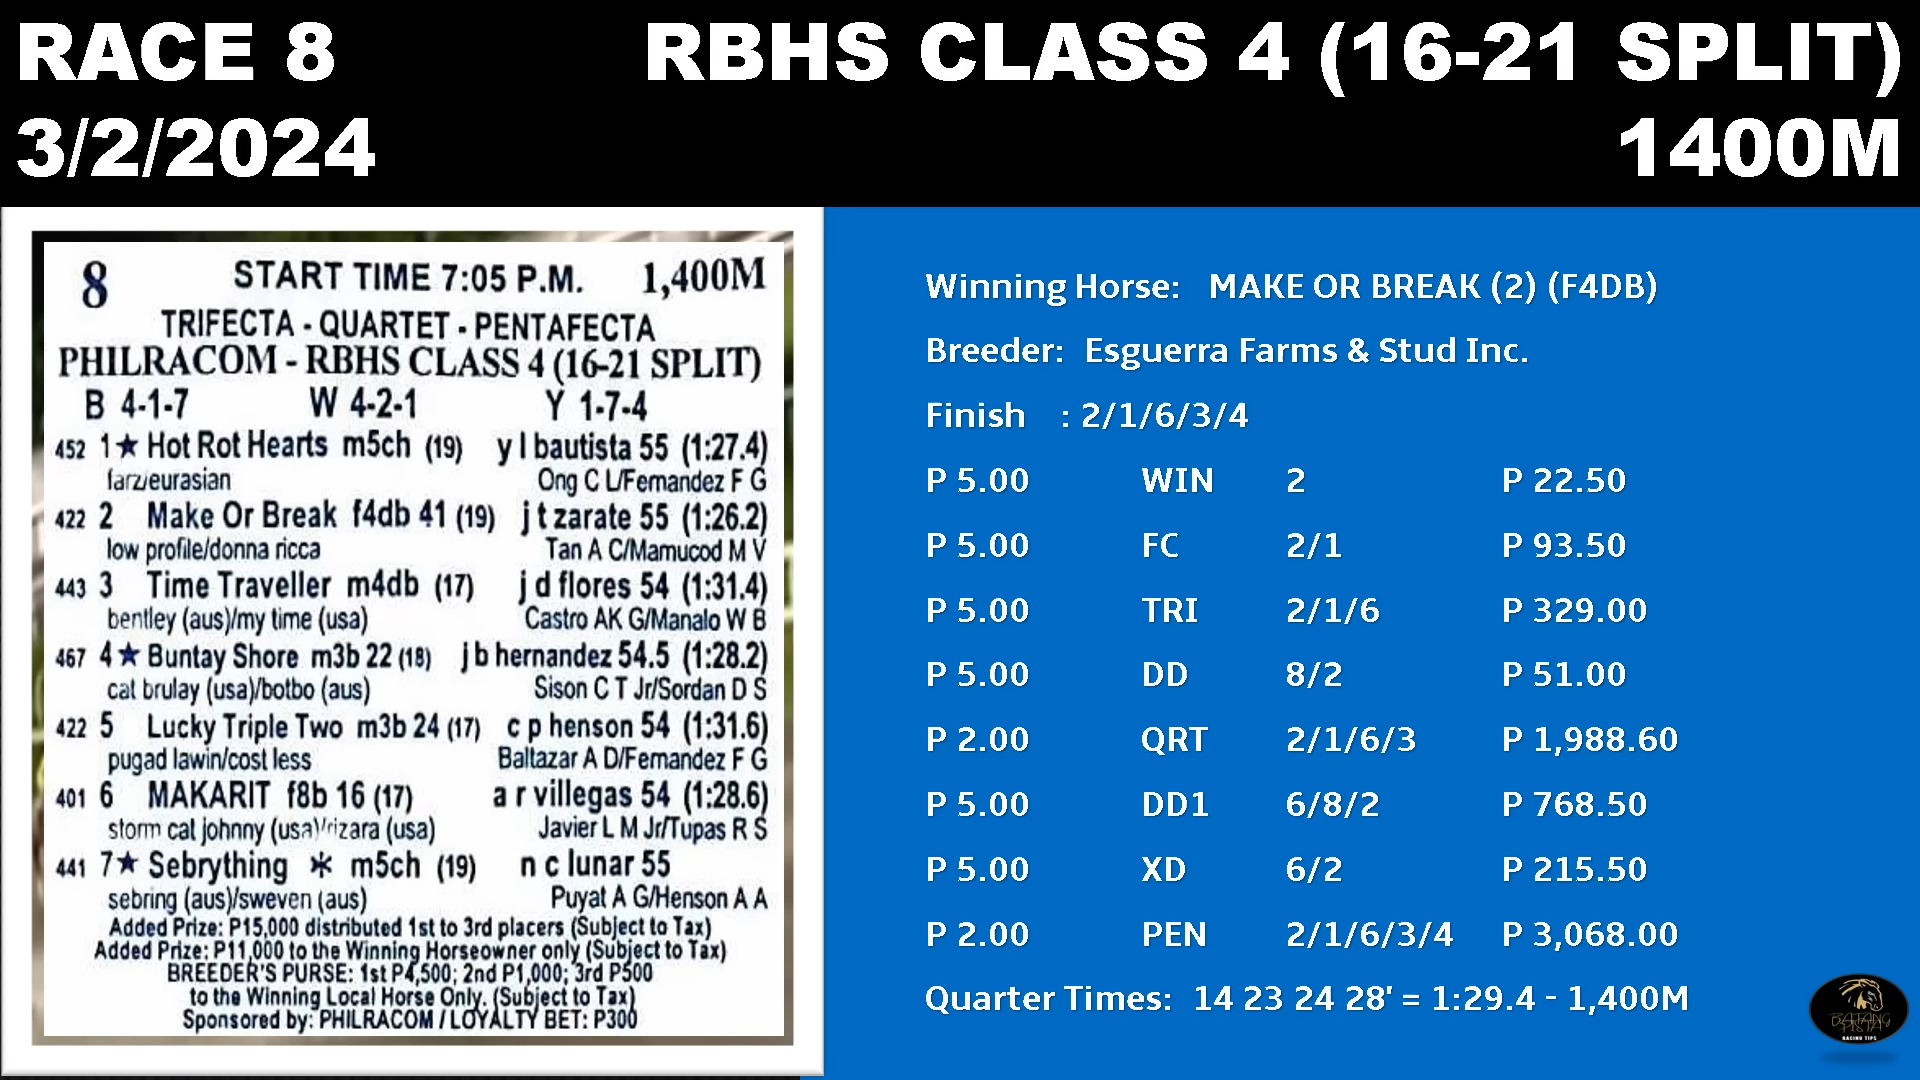 RACE 8
RBHS CLASS 4 (16-21 SPLIT)
3/2/2024
1400M
8 START TIME 7:05 P.M. 1,400M
TRIFECTA - QUARTET - PENTAFECTA
PHILRACOM - RBHS CLASS 4 (16-21 SPLIT)
B 4-1-7 W 4-2-1 Y 1-7-4
452 1★ Hot Rot Hearts m5ch (19) y l bautista 55 (1:27.4)
farz/eurasian Ong C L/Fernandez F G
422 2 Make Or Break f4db 41 (19) j t zarate 55 (1:26.2)
low profile/donna ricca Tan A C/Mamucod M V
443 3 Time Traveller m4db (17) j d flores 54 (1:31.4)
bentley (aus)/my time (usa) Castro AK G/Manalo W B
467 4★ Buntay Shore m3b 22 (18) j b hernandez 54.5 (1:28.2)
cat brulay (usa)/botbo (aus) Sison C T Jr/Sordan D S
422 5 Lucky Triple Two m3b 24 (17) c p henson 54 (1:31.6)
pugad lawin/cost less Baltazar A D/Fernandez F G
401 6 MAKARIT f8b 16 (17) a r villegas 54 (1:28.6)
storm cat johnny (usa)/rizara (usa) Javier L M Jr/Tupas R S
441 7★ Sebrything * m5ch (19) n c lunar 55
sebring (aus)/sweven (aus) Puyat A G/Henson A A
Added Prize: P15,000 distributed 1st to 3rd placers (Subject to Tax)
Added Prize: P11,000 to the Winning Horseowner only (Subject to Tax)
BREEDER'S PURSE: 1st P4,500; 2nd P1,000; 3rd P500
to the Winning Local Horse Only. (Subject to Tax)
Sponsored by: PHILRACOM / LOYALTY BET: P300
Winning Horse: MAKE OR BREAK (2) (F4DB)
Breeder: Esguerra Farms & Stud Inc.
Finish : 2/1/6/3/4
P 5.00 WIN 2 P 22.50
P 5.00 FC 2/1 P 93.50
P 5.00 TRI 2/1/6 P 329.00
P 5.00 DD 8/2 P 51.00
P 2.00 QRT 2/1/6/3 P 1,988.60
P 5.00 DD1 6/8/2 P 768.50
P 5.00 XD 6/2 P 215.50
P 2.00 PEN 2/1/6/3/4 P 3,068.00
Quarter Times: 14 23 24 28' = 1:29.4 - 1,400M
BATANG
PISTA
RACING TIPS